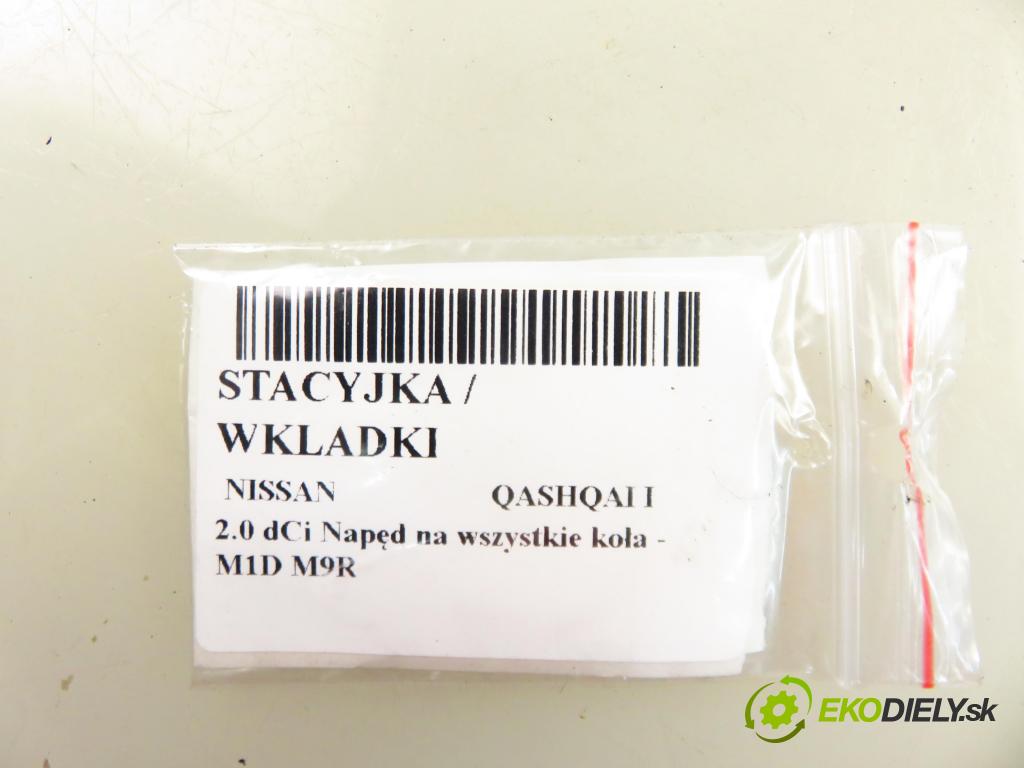 STACYJKA /
WKLADKI
NISSAN QASHQAI I
2.0 dCi Napęd na wszystkie koła -
M1D M9R
EKODIELY.sk